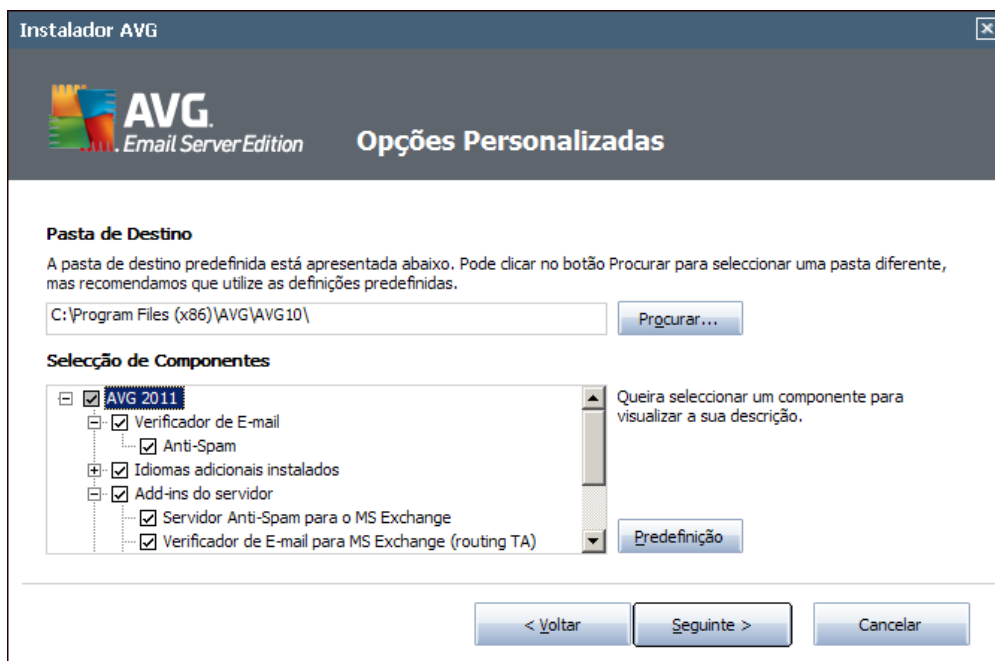 Instalador AVG
AVG.
Email Server Edition
Opções Personalizadas
Pasta de Destino
A pasta de destino predefinida está apresentada abaixo. Pode clicar no botão Procurar para seleccionar uma pasta diferente,
mas recomendamos que utilize as definições predefinidas.
C:\Program Files (x86)\AVG\AVG10\
Procurar...
Selecção de Componentes
AVG 2011
Verificador de E-mail
Anti-Spam
Idiomas adicionais instalados
Add-ins do servidor
Servidor Anti-Spam para o MS Exchange
Verificador de E-mail para MS Exchange (routing TA)
Queira seleccionar um componente para
visualizar a sua descrição.
Predefinição
< Voltar
Seguinte >
Cancelar